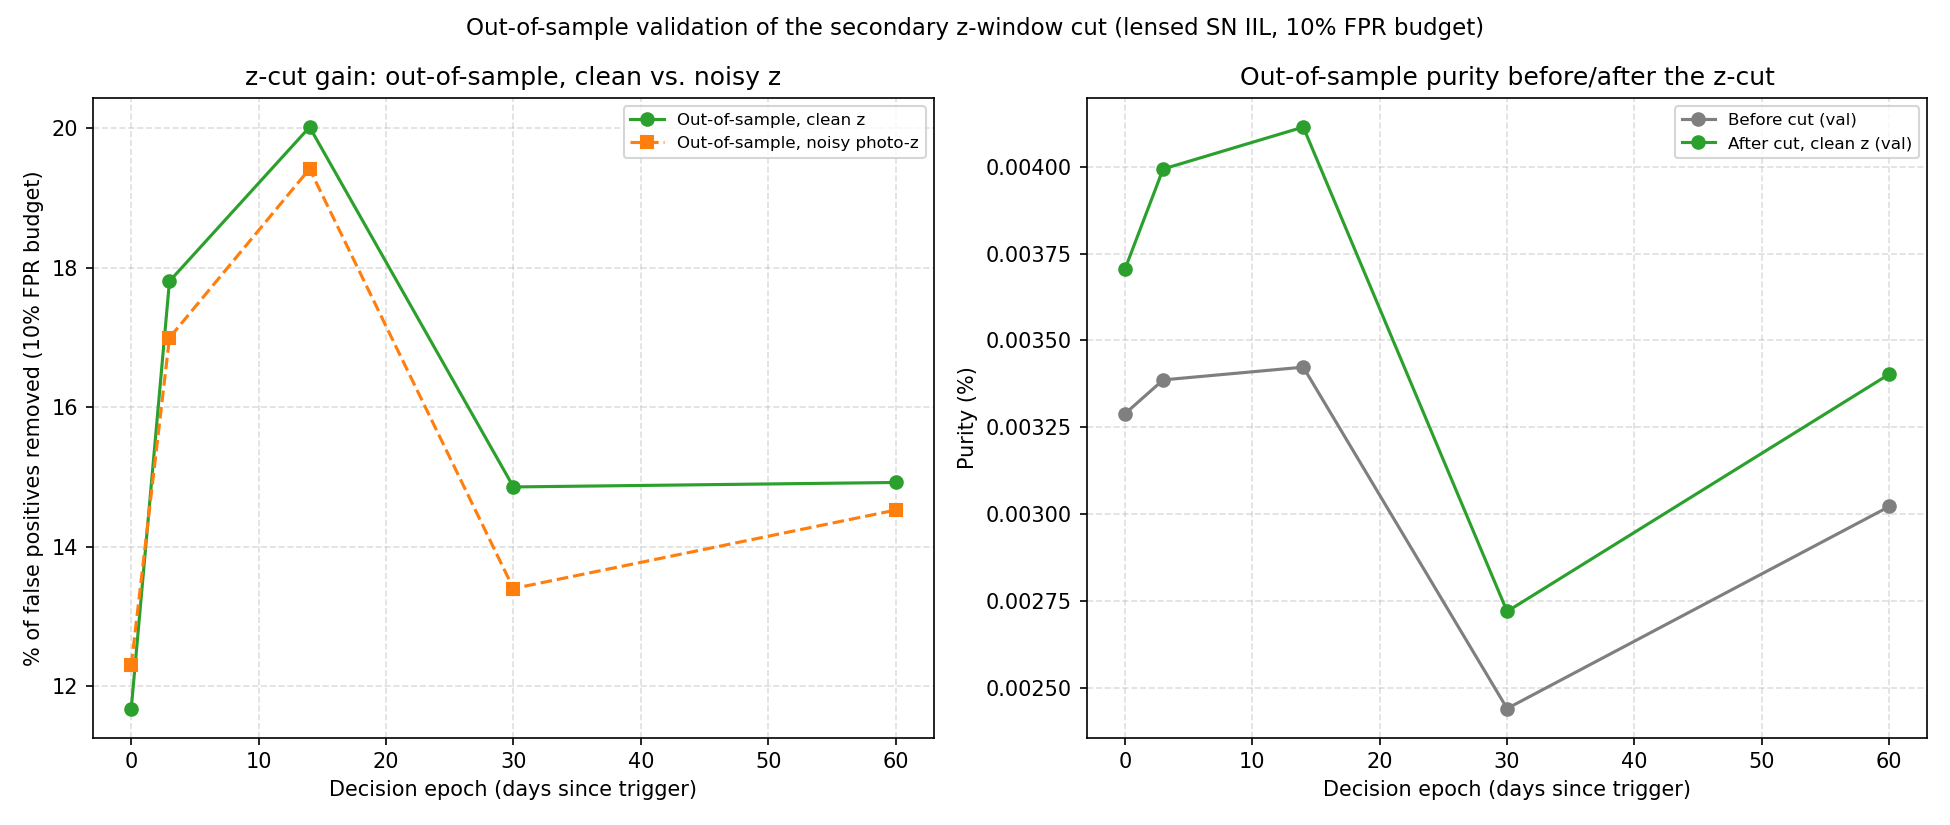 Out-of-sample validation of the secondary z-window cut (lensed SN IIL, 10% FPR budget)
z-cut gain: out-of-sample, clean vs. noisy z
% of false positives removed (10% FPR budget)
20
18
16
14
12
Out-of-sample, clean z
Out-of-sample, noisy photo-z
0
10
20
30
40
50
60
Decision epoch (days since trigger)
Out-of-sample purity before/after the z-cut
Purity (%)
0.00400
0.00375
0.00350
0.00325
0.00300
0.00275
0.00250
Before cut (val)
After cut, clean z (val)
0
10
20
30
40
50
60
Decision epoch (days since trigger)